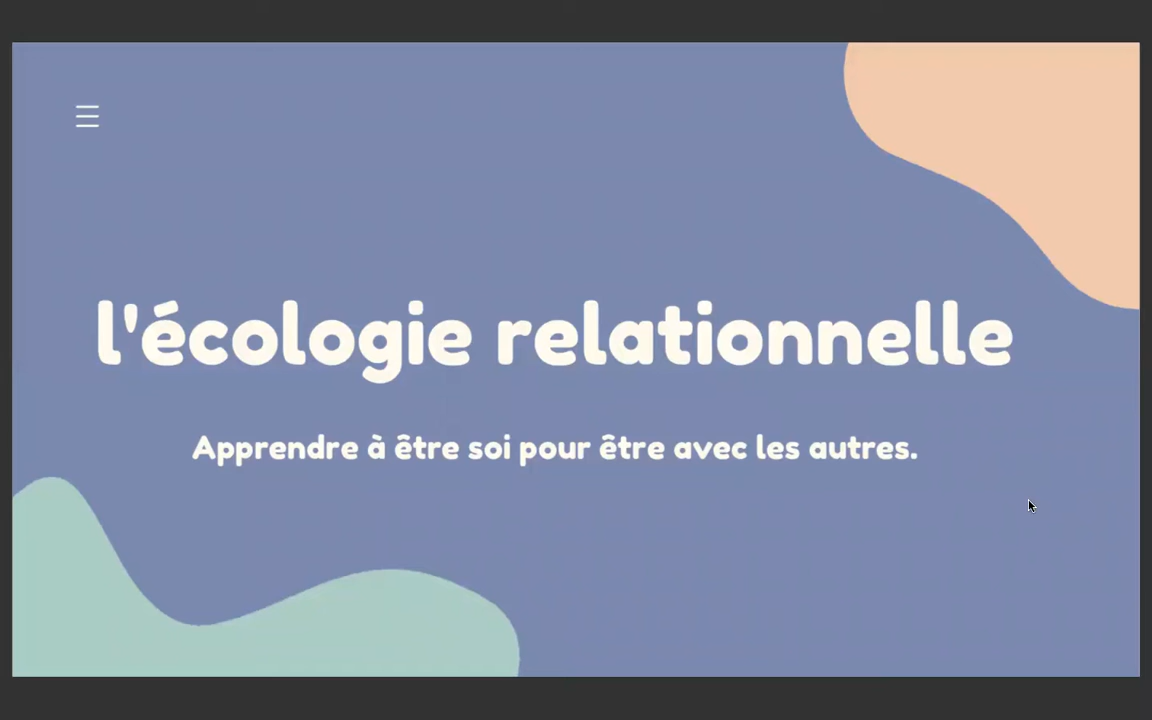 l'écologie relationnelle
Apprendre à être soi pour être avec les autres.